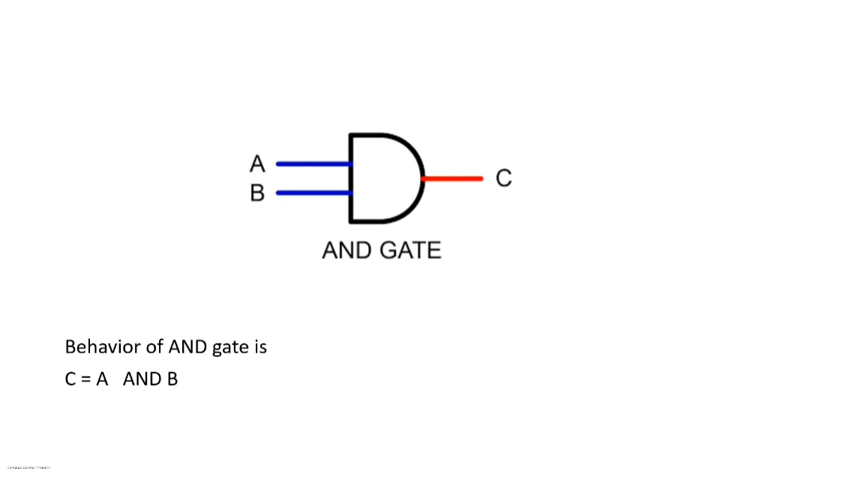 A
B
C
AND GATE
Behavior of AND gate is
C = A   AND B